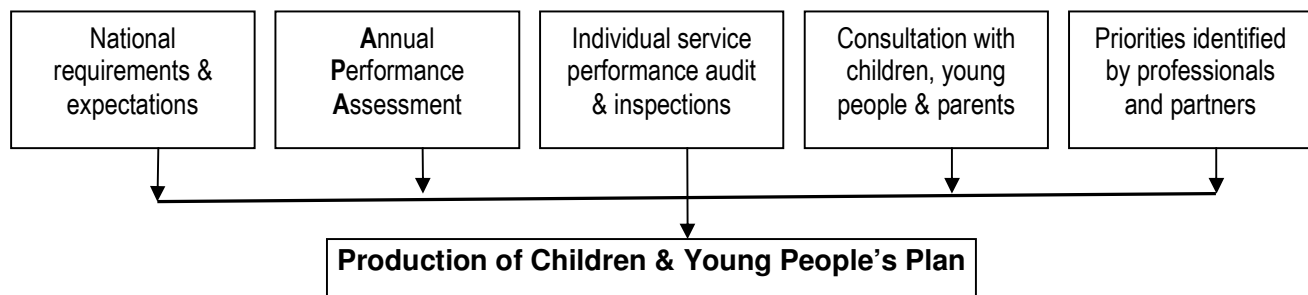 National
requirements &
expectations
Annual
Performance
Assessment
Individual service
performance audit
& inspections
Consultation with
children, young
people & parents
Priorities identified
by professionals
and partners
Production of Children & Young People's Plan